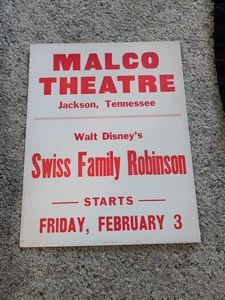 MALCO
THEATRE
Jackson, Tennessee
Walt Disney's
Swiss Family Robinson
STARTS
FRIDAY, FEBRUARY 3